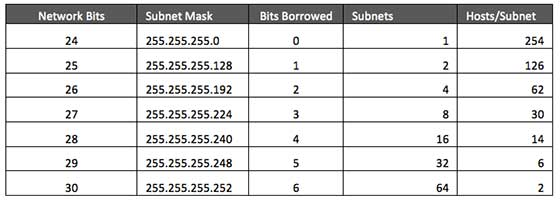 Network Bits Subnet Mask Bits Borrowed Subnets Hosts/Subnet
24 255.255.255.0 0 1 254
25 255.255.255.128 1 2 126
26 255.255.255.192 2 4 62
27 255.255.255.224 3 8 30
28 255.255.255.240 4 16 14
29 255.255.255.248 5 32 6
30 255.255.255.252 6 64 2